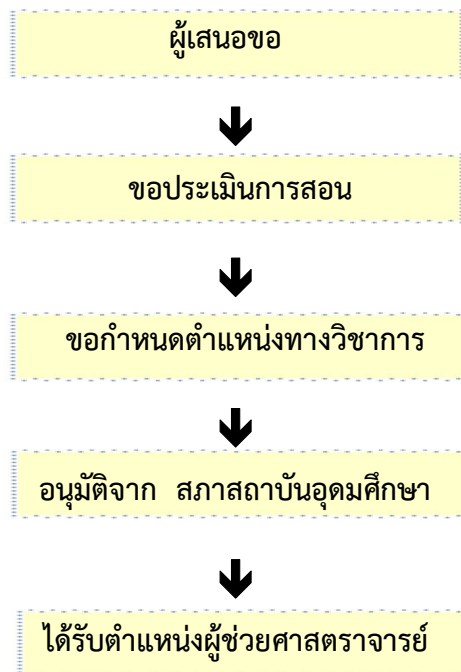 ผู้เสนอขอ
ขอประเมินการสอน
ขอกำหนดตำแหน่งทางวิชาการ
อนุมัติจาก สภาสถาบันอุดมศึกษา
ได้รับตำแหน่งผู้ช่วยศาสตราจารย์